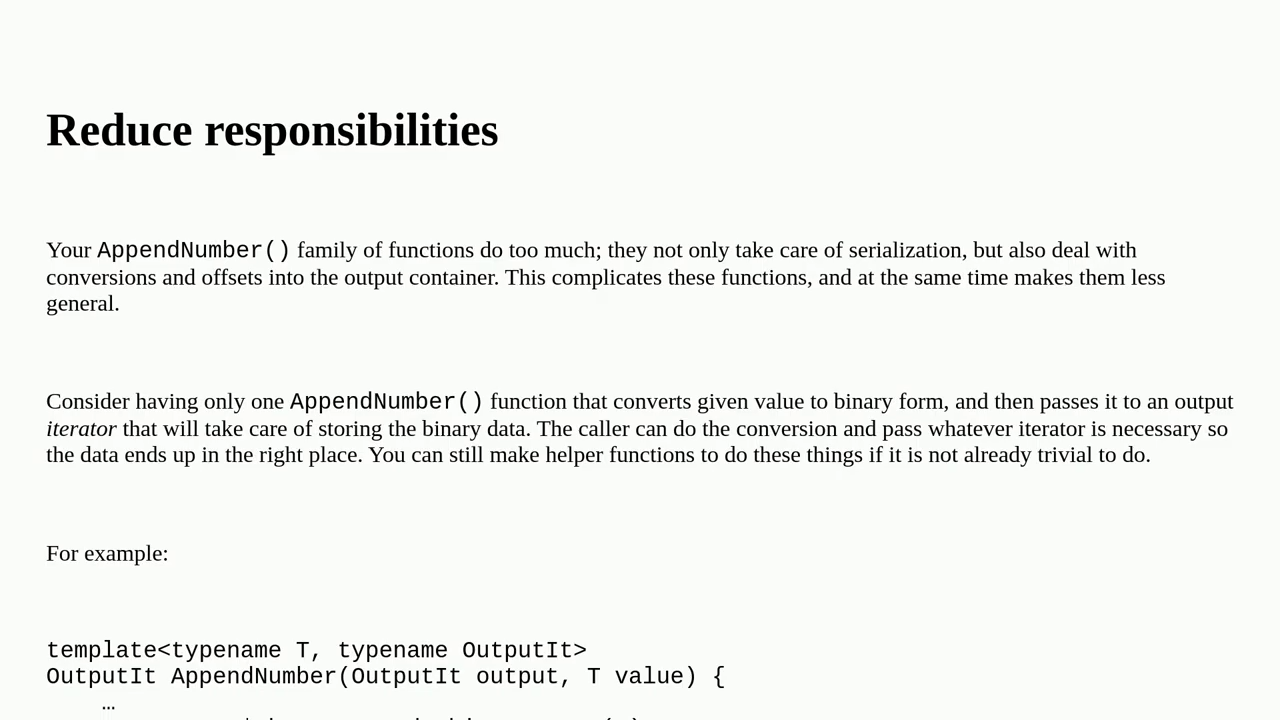 Reduce responsibilities
Your AppendNumber() family of functions do too much; they not only take care of serialization, but also deal with
conversions and offsets into the output container. This complicates these functions, and at the same time makes them less
general.
Consider having only one AppendNumber() function that converts given value to binary form, and then passes it to an output
iterator that will take care of storing the binary data. The caller can do the conversion and pass whatever iterator is necessary so
the data ends up in the right place. You can still make helper functions to do these things if it is not already trivial to do.
For example:
template<typename T, typename OutputIt>
OutputIt AppendNumber(OutputIt output, T value) {
…